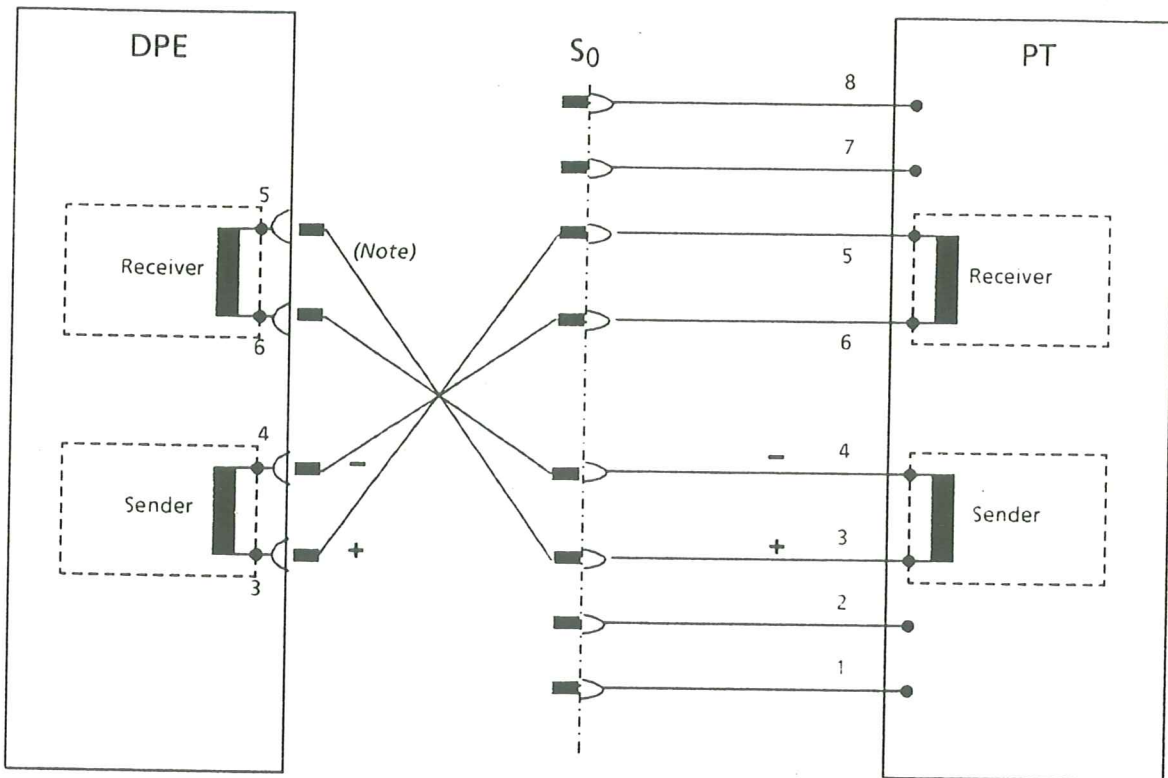 DPE
S0
PT
8
7
5
(Note)
Receiver
5
Receiver
6
6
4
−
−
4
Sender
Sender
+
+
3
3
2
1